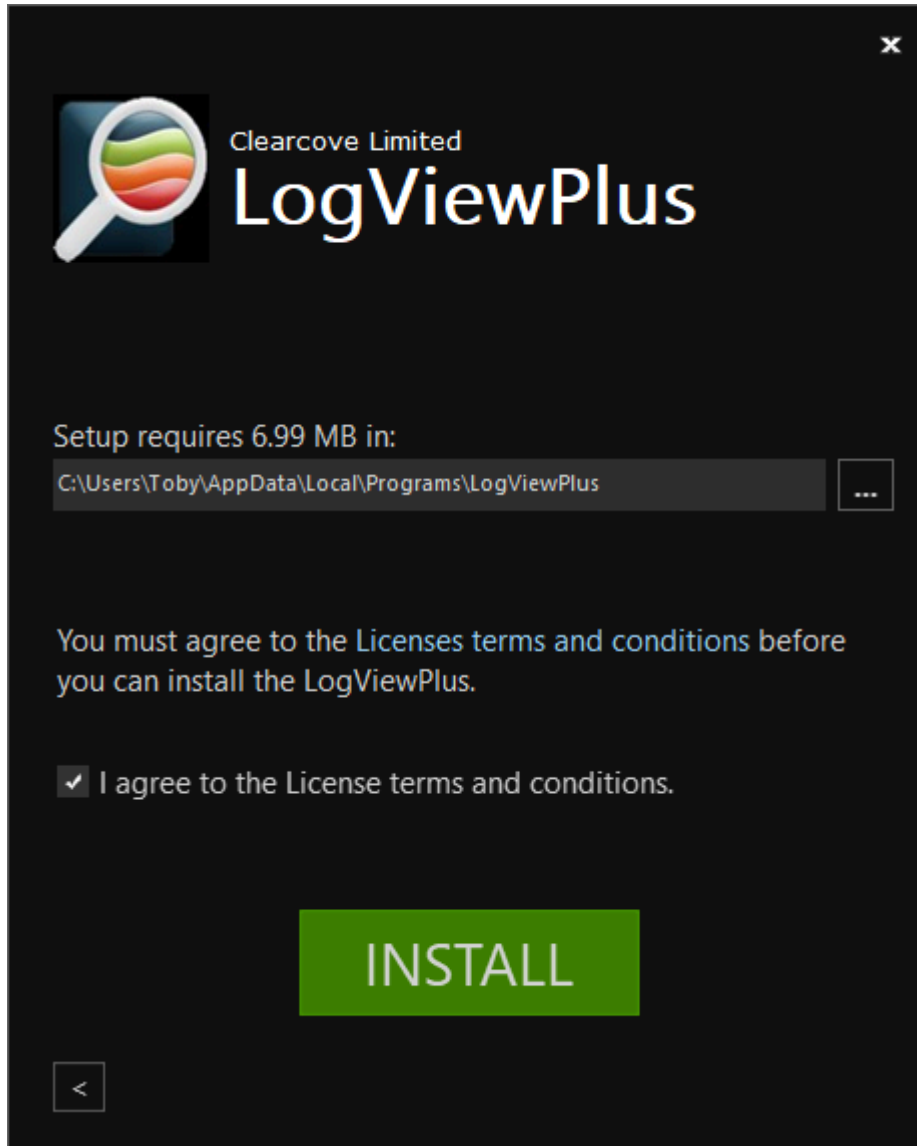 x
Clearcove Limited
LogViewPlus
Setup requires 6.99 MB in:
C:\Users\Toby\AppData\Local\Programs\LogViewPlus
...
You must agree to the Licenses terms and conditions before
you can install the LogViewPlus.
I agree to the License terms and conditions.
INSTALL
<